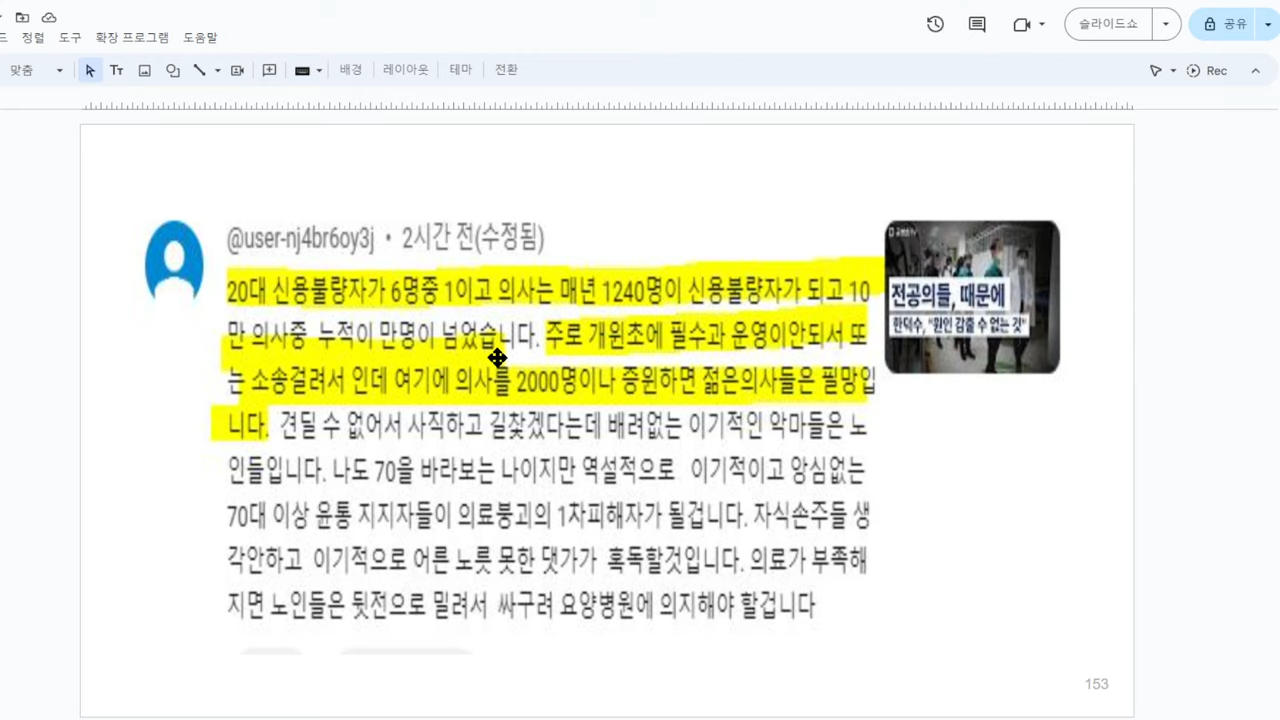 드 정렬 도구 확장 프로그램 도움말
슬라이드쇼 공유
맞춤 Tт 배경 레이아웃 테마 전환 Rec
@user-nj4br6oy3j • 2시간 전(수정됨)
20대 신용불량자가 6명중 1이고 의사는 매년 1240명이 신용불량자가 되고 10
만 의사중 누적이 만명이 넘었습니다. 주로 개원초에 필수과 운영이안되서 또
는 소송걸려서 인데 여기에 의사를 2000명이나 증원하면 젊은의사들은 필망입
니다. 견딜 수 없어서 사직하고 길찾겠다는데 배려없는 이기적인 악마들은 노
인들입니다. 나도 70을 바라보는 나이지만 역설적으로 이기적이고 앙심없는
70대 이상 윤통 지지자들이 의료붕괴의 1차피해자가 될겁니다. 자식손주들 생
각안하고 이기적으로 어른 노릇 못한 댓가가 혹독할것입니다. 의료가 부족해
지면 노인들은 뒷전으로 밀려서 싸구려 요양병원에 의지해야 할겁니다
전공의들, 때문에
한덕수, "원인 감출 수 없는 것"
153